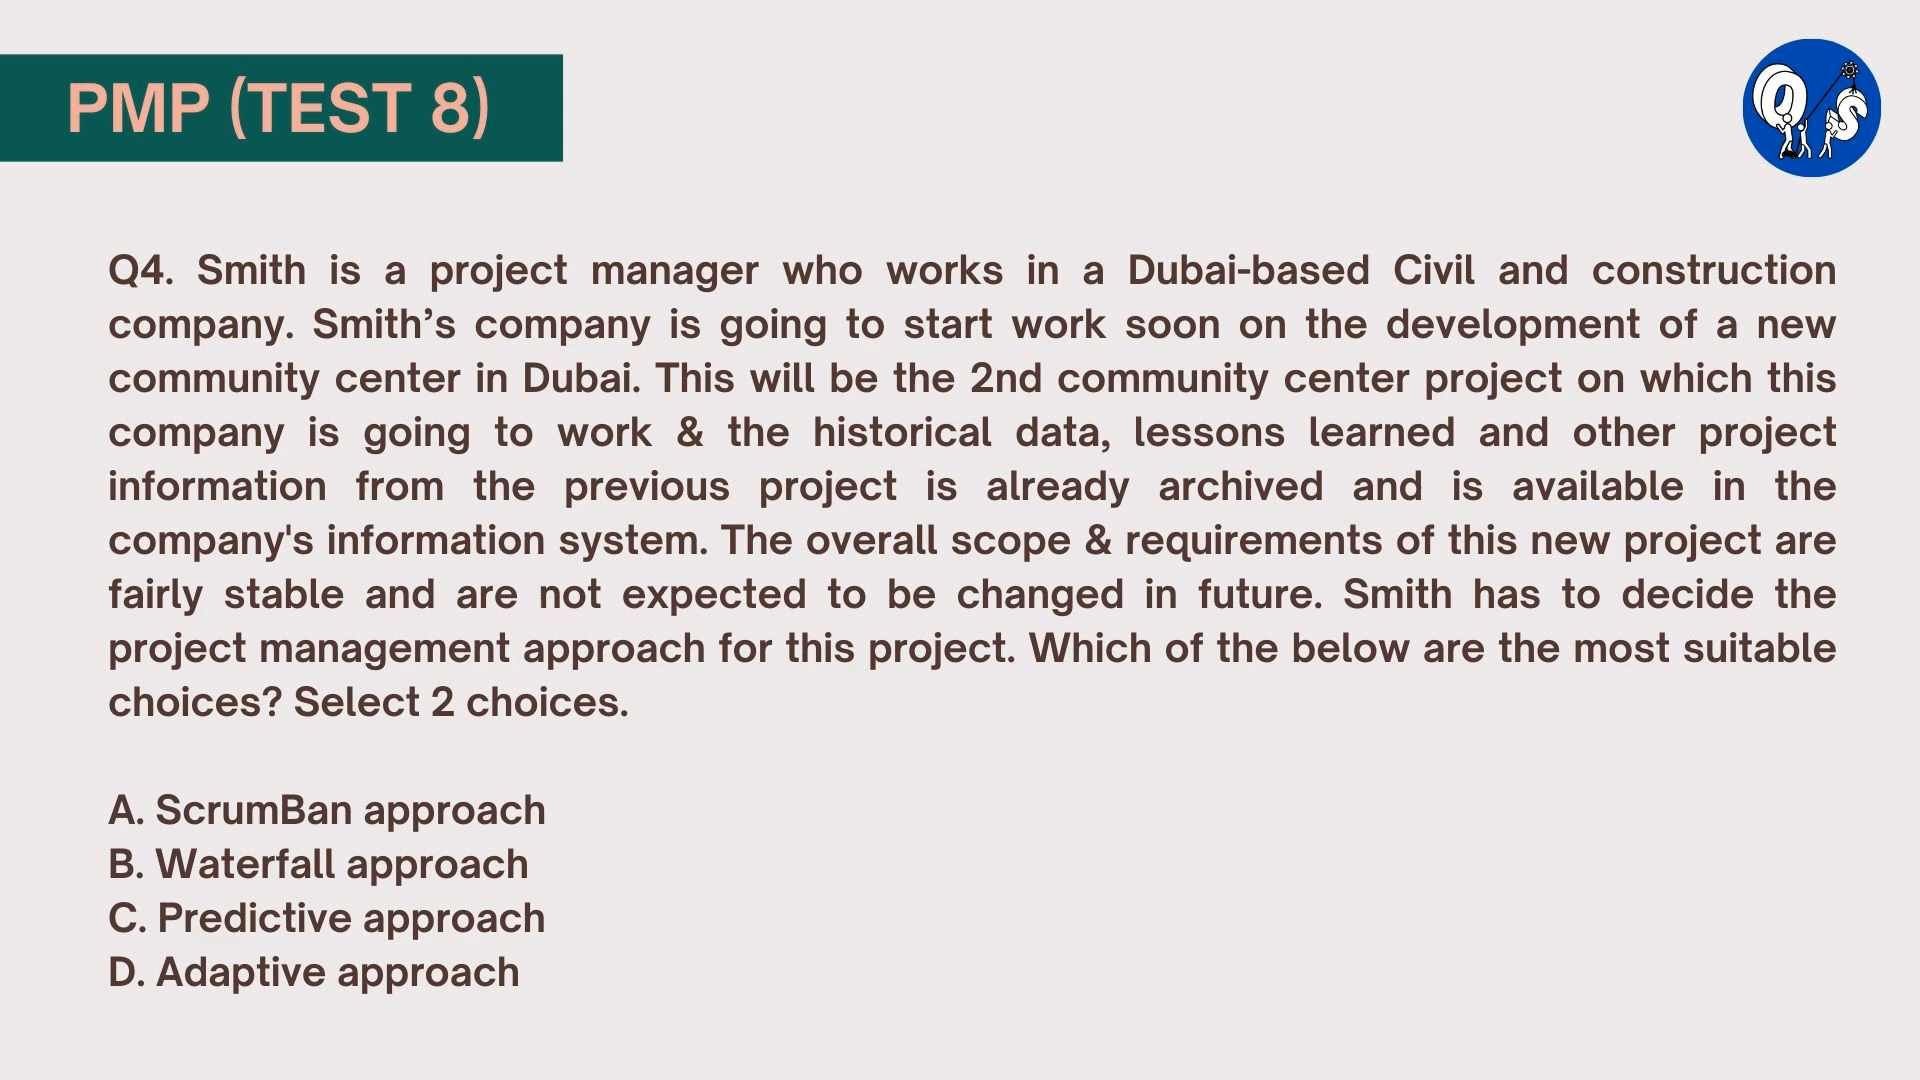 PMP (TEST 8)
QS
Q4. Smith is a project manager who works in a Dubai-based Civil and construction
company. Smith’s company is going to start work soon on the development of a new
community center in Dubai. This will be the 2nd community center project on which this
company is going to work & the historical data, lessons learned and other project
information from the previous project is already archived and is available in the
company's information system. The overall scope & requirements of this new project are
fairly stable and are not expected to be changed in future. Smith has to decide the
project management approach for this project. Which of the below are the most suitable
choices? Select 2 choices.
A. ScrumBan approach
B. Waterfall approach
C. Predictive approach
D. Adaptive approach